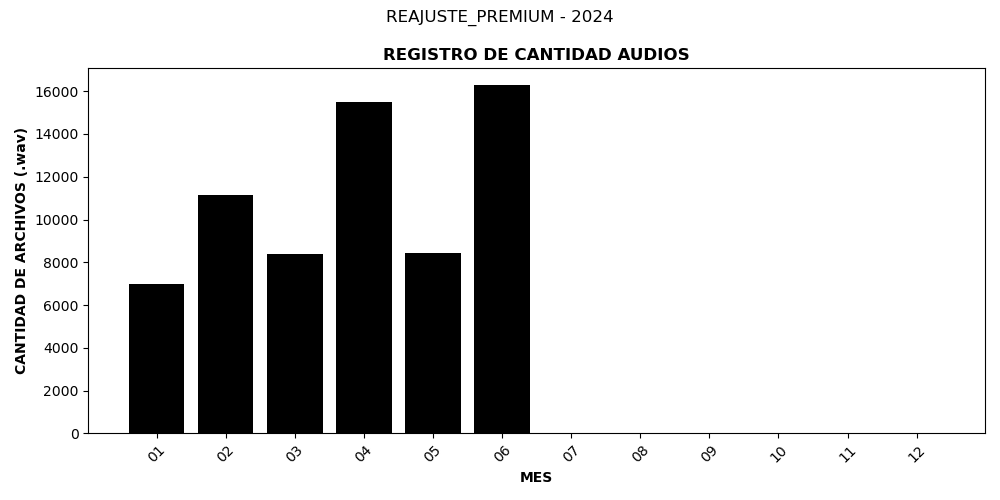 REAJUSTE_PREMIUM - 2024
REGISTRO DE CANTIDAD AUDIOS
CANTIDAD DE ARCHIVOS (.wav)
16000
14000
12000
10000
8000
6000
4000
2000
0
01 02 03 04 05 06 07 08 09 10 11 12
MES